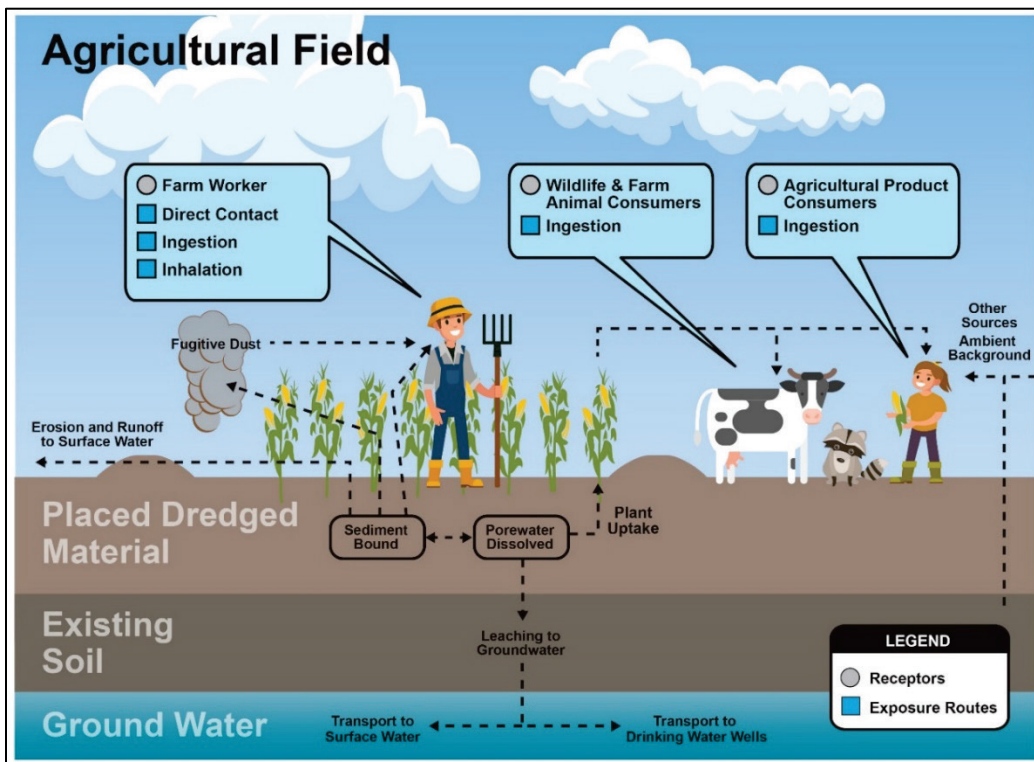 Agricultural Field
Farm Worker
Direct Contact
Ingestion
Inhalation
Wildlife & Farm
Animal Consumers
Ingestion
Agricultural Product
Consumers
Ingestion
Other
Sources
Ambient
Background
Fugitive Dust
Erosion and Runoff
to Surface Water
Placed Dredged
Material
Sediment
Bound
Porewater
Dissolved
Plant
Uptake
Existing
Soil
Leaching to
Groundwater
LEGEND
Receptors
Exposure Routes
Ground Water
Transport to
Surface Water
Transport to
Drinking Water Wells